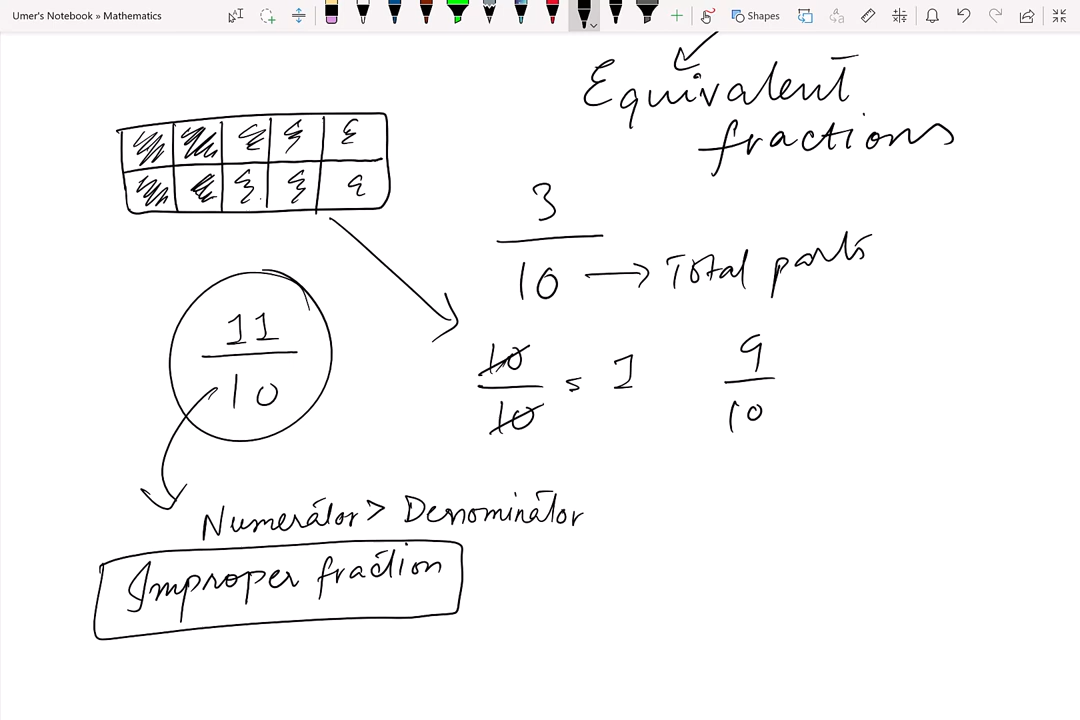 Umer's Notebook » Mathematics
Shapes
Equivalent
fractions
3
10 → Total parts
11
10
10
10 = 1
9
10
Numerator > Denominator
Improper fraction